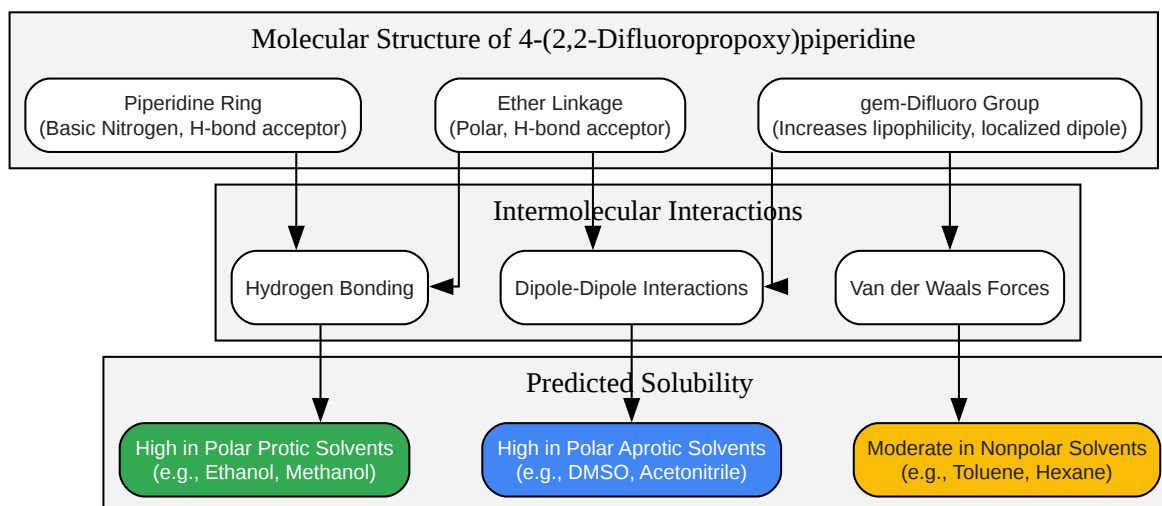 Molecular Structure of 4-(2,2-Difluoropropoxy)piperidine
Piperidine Ring
(Basic Nitrogen, H-bond acceptor)
Ether Linkage
(Polar, H-bond acceptor)
gem-Difluoro Group
(Increases lipophilicity, localized dipole)
Intermolecular Interactions
Hydrogen Bonding
Dipole-Dipole Interactions
Van der Waals Forces
Predicted Solubility
High in Polar Protic Solvents
(e.g., Ethanol, Methanol)
High in Polar Aprotic Solvents
(e.g., DMSO, Acetonitrile)
Moderate in Nonpolar Solvents
(e.g., Toluene, Hexane)